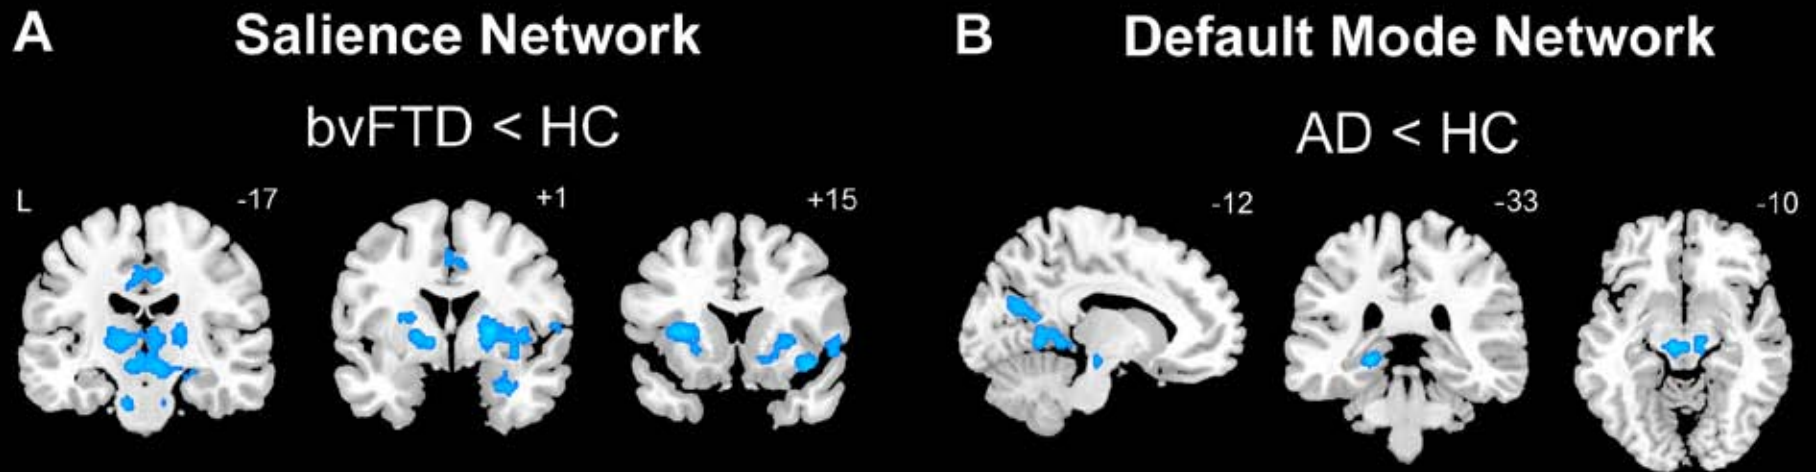 A Salience Network
bvFTD < HC
L -17 +1 +15
B Default Mode Network
AD < HC
-12 -33 -10